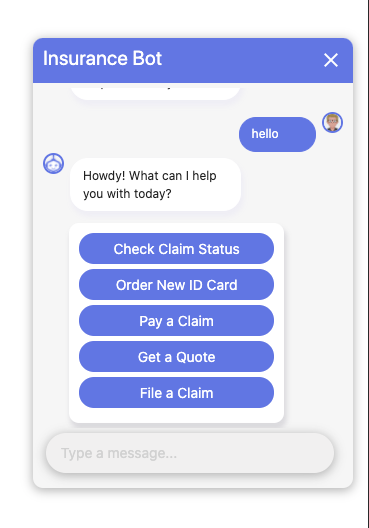 Insurance Bot
hello
Howdy! What can I help
you with today?
Check Claim Status
Order New ID Card
Pay a Claim
Get a Quote
File a Claim
Type a message...